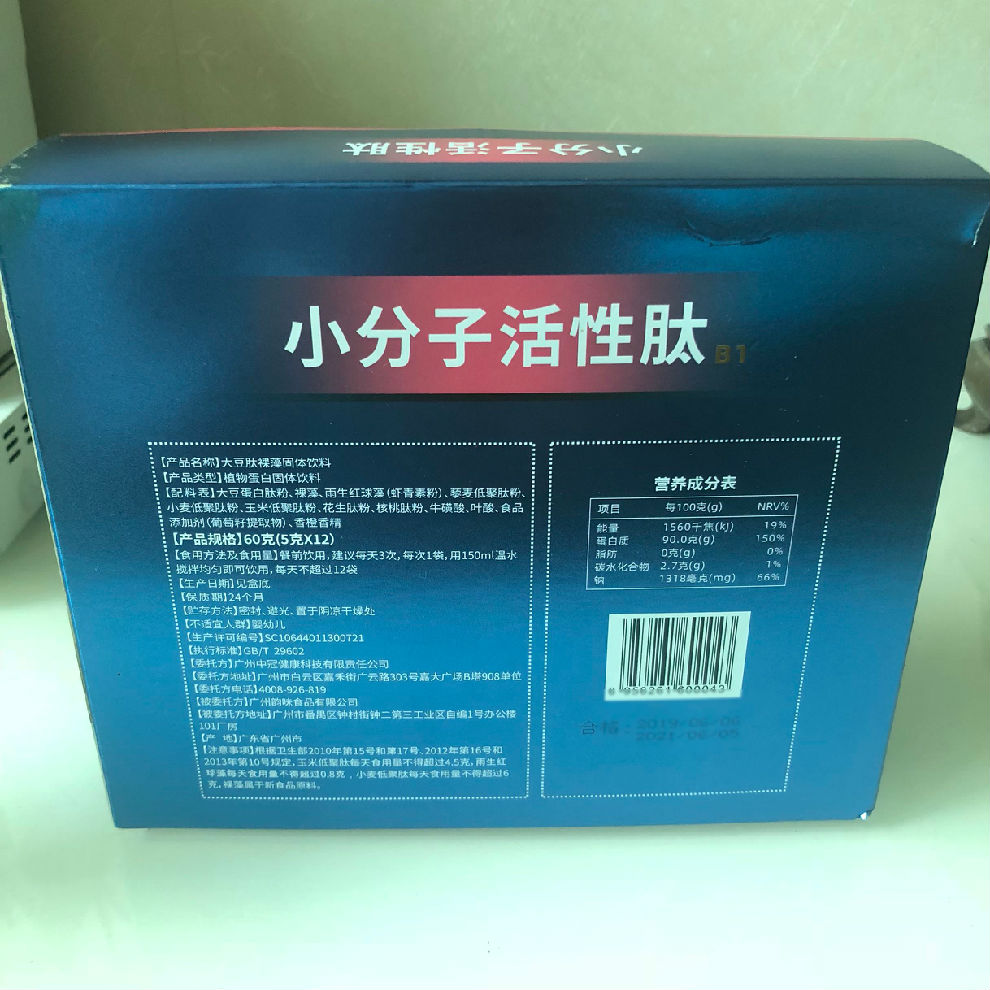 小分子活性肽
小分子活性肽 B1
【产品名称】大豆肽裸藻固体饮料
【产品类型】植物蛋白固体饮料
【配料表】大豆蛋白肽粉、裸藻、雨生红球藻(虾青素粉)、藜麦低聚肽粉、
小麦低聚肽粉、玉米低聚肽粉、花生肽粉、核桃肽粉、牛磺酸、叶酸、食品
添加剂(葡萄籽提取物)、香橙香精
【产品规格】60克(5克X12)
【食用方法及食用量】餐前饮用,建议每天3次,每次1袋,用150ml温水
搅拌均匀即可饮用,每天不超过12袋
【生产日期】见盒底
【保质期】24个月
【贮存方法】密封、避光、置于阴凉干燥处
【不适宜人群】婴幼儿
【生产许可编号】SC10644011300721
【执行标准】GB/T 29602
【委托方】广州中冠健康科技有限责任公司
【委托方地址】广州市白云区嘉禾街广云路303号嘉大广场B塔908单位
【委托方电话】4008-926-819
【被委托方】广州韵味食品有限公司
【被委托方地址】广州市番禺区钟村街钟二第三工业区自编1号办公楼
101厂房
【产 地】广东省广州市
【注意事项】根据卫生部2010年第15号和第17号、2012年第16号和
2013年第10号规定,玉米低聚肽每天食用量不得超过4.5克,雨生红
球藻每天食用量不得超过0.8克,小麦低聚肽每天食用量不得超过6
克,裸藻属于新食品原料。
营养成分表
项目 每100克(g) NRV%
能量 1560千焦(kJ) 19%
蛋白质 90.0克(g) 150%
脂肪 0克(g) 0%
碳水化合物 2.7克(g) 1%
钠 1318毫克(mg) 66%
合格: 2019/06/06
2021/06/05